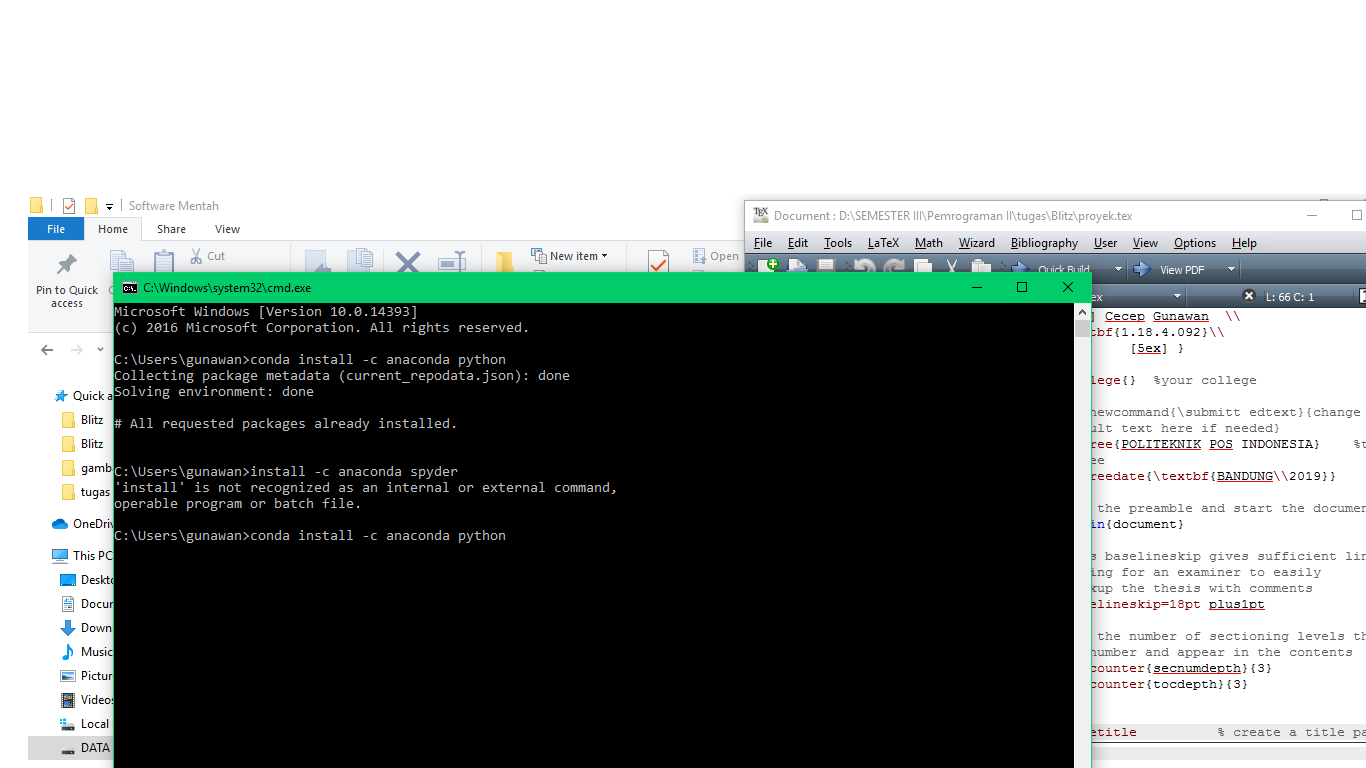 Software Mentah
File Home Share View
Pin to Quick access
Cut
New item
Open
Quick a
Blitz
Blitz
gamb
tugas
OneDriv
This PC
Deskto
Docun
Down
Music
Pictur
Videos
Local
DATA
Document : D:\SEMESTER III\Pemrograman II\tugas\Blitz\proyek.tex
File Edit Tools LaTeX Math Wizard Bibliography User View Options Help
Quick Build View PDF
ex L: 66 C: 1
] Cecep Gunawan \\
tbf{1.18.4.092}\\
[5ex] }
lege{} %your college
newcommand{\submitt edtext}{change
ult text here if needed}
ree{POLITEKNIK POS INDONESIA} %t
ee
reedate{\textbf{BANDUNG\\2019}}
the preamble and start the documen
in{document}
s baselineskip gives sufficient lin
ing for an examiner to easily
kup the thesis with comments
elineskip=18pt plus1pt
the number of sectioning levels th
number and appear in the contents
counter{secnumdepth}{3}
counter{tocdepth}{3}
etitle % create a title pa
C:\Windows\system32\cmd.exe
Microsoft Windows [Version 10.0.14393]
(c) 2016 Microsoft Corporation. All rights reserved.
C:\Users\gunawan>conda install -c anaconda python
Collecting package metadata (current_repodata.json): done
Solving environment: done
# All requested packages already installed.
C:\Users\gunawan>install -c anaconda spyder
'install' is not recognized as an internal or external command,
operable program or batch file.
C:\Users\gunawan>conda install -c anaconda python